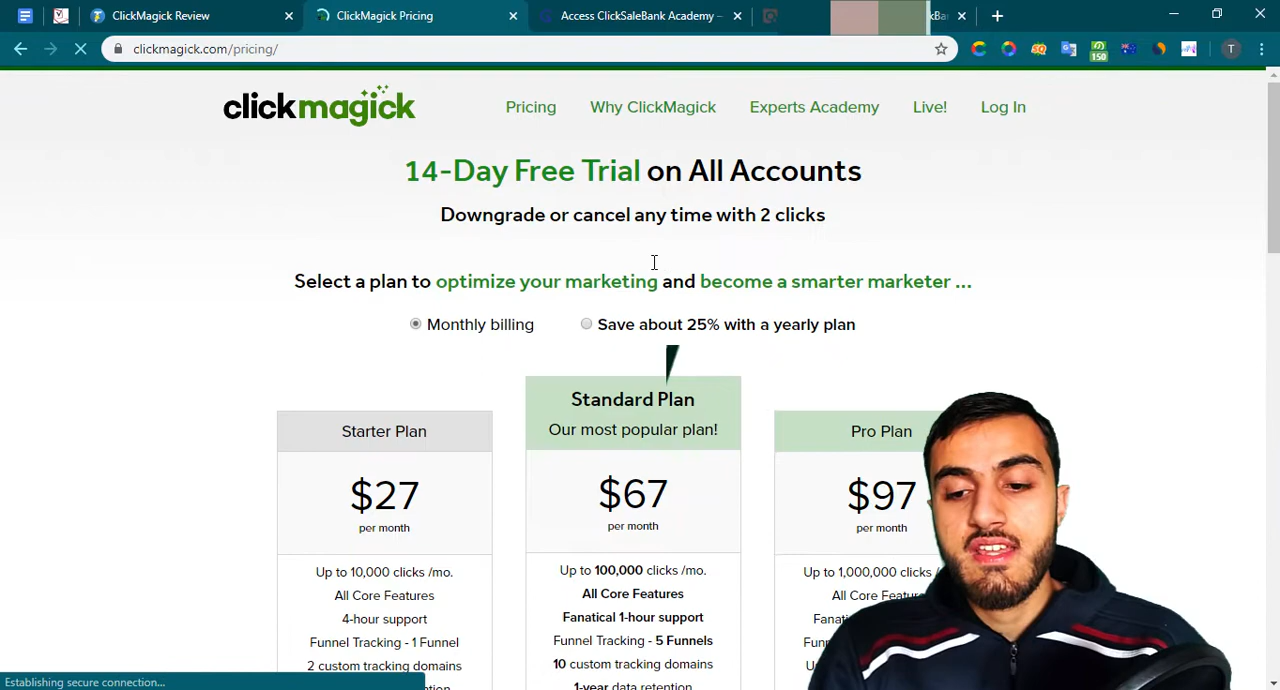 ClickMagick Review
ClickMagick Pricing
Access ClickSaleBank Academy –
clickmagick.com/pricing/
150
T
clickmagick
Pricing
Why ClickMagick
Experts Academy
Live!
Log In
14-Day Free Trial on All Accounts
Downgrade or cancel any time with 2 clicks
Select a plan to optimize your marketing and become a smarter marketer ...
Monthly billing
Save about 25% with a yearly plan
Starter Plan
$27
per month
Up to 10,000 clicks /mo.
All Core Features
4-hour support
Funnel Tracking - 1 Funnel
2 custom tracking domains
Standard Plan
Our most popular plan!
$67
per month
Up to 100,000 clicks /mo.
All Core Features
Fanatical 1-hour support
Funnel Tracking - 5 Funnels
10 custom tracking domains
1-year data retention
Pro Plan
$97
per month
Up to 1,000,000 clicks /
All Core Features
Establishing secure connection...